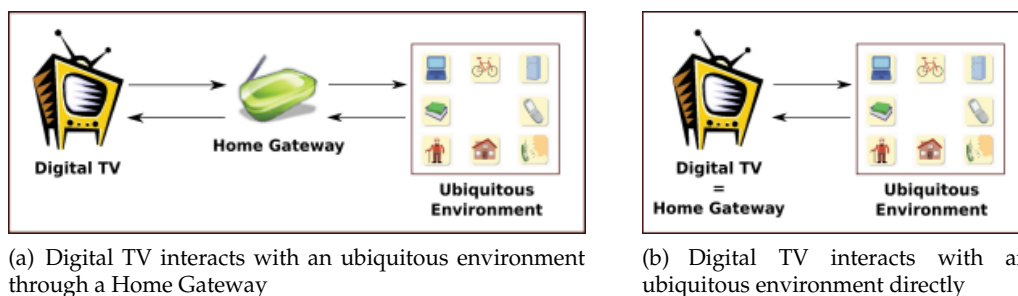 Digital TV
Home Gateway
Ubiquitous
Environment
(a) Digital TV interacts with an ubiquitous environment
through a Home Gateway
Digital TV
=
Home Gateway
Ubiquitous
Environment
(b) Digital TV interacts with an
ubiquitous environment directly